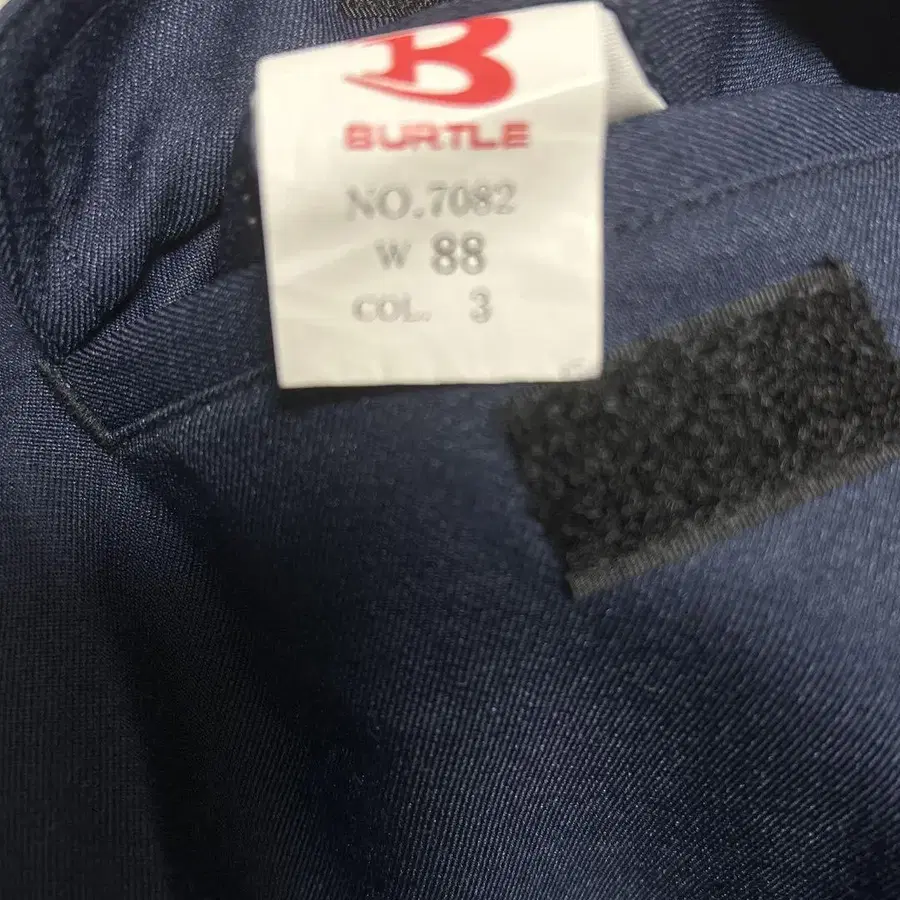 B
BURTLE
NO.7082
W 88
COL. 3